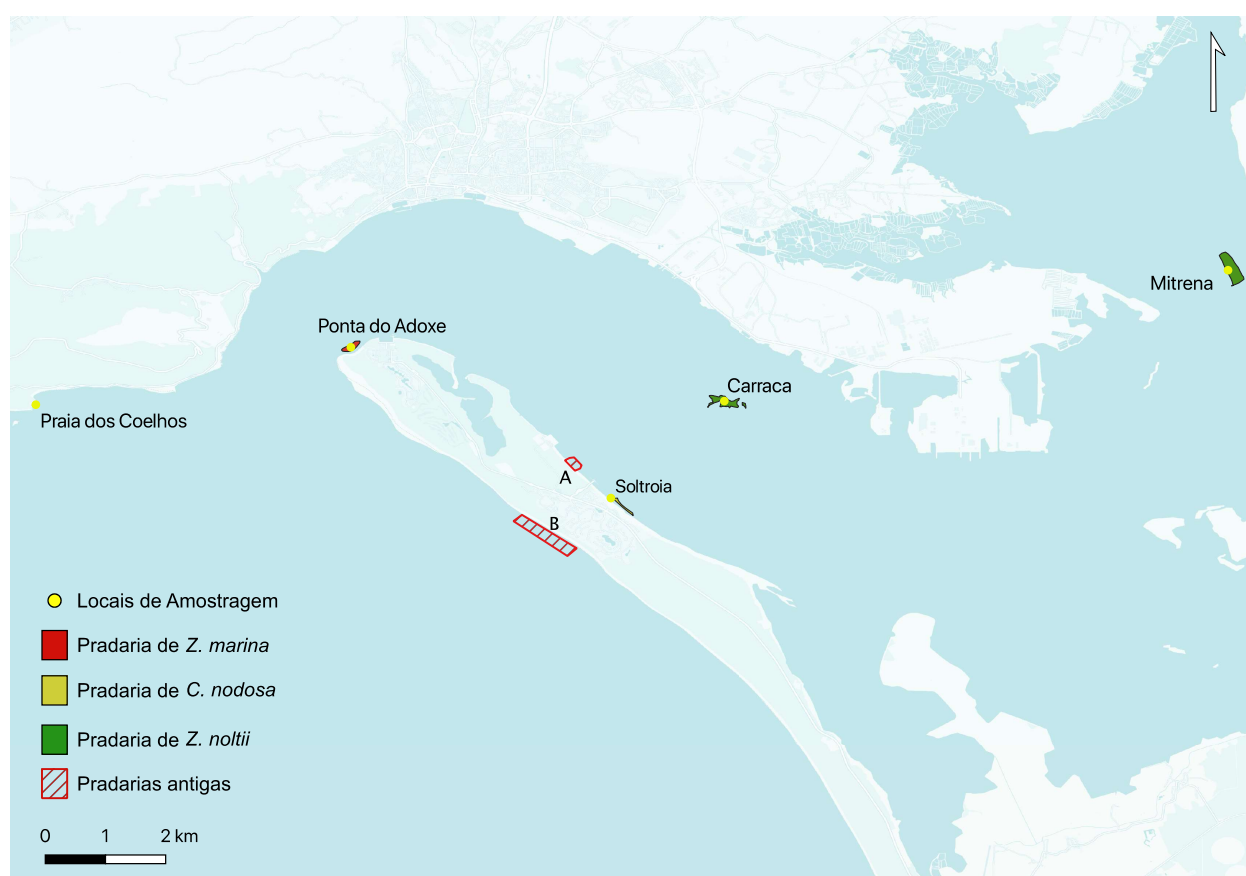 Mitrena
Ponta do Adoxe
Carraca
Praia dos Coelhos
A
Soltroia
B
Locais de Amostragem
Pradaria de Z. marina
Pradaria de C. nodosa
Pradaria de Z. noltii
Pradarias antigas
0 1 2 km